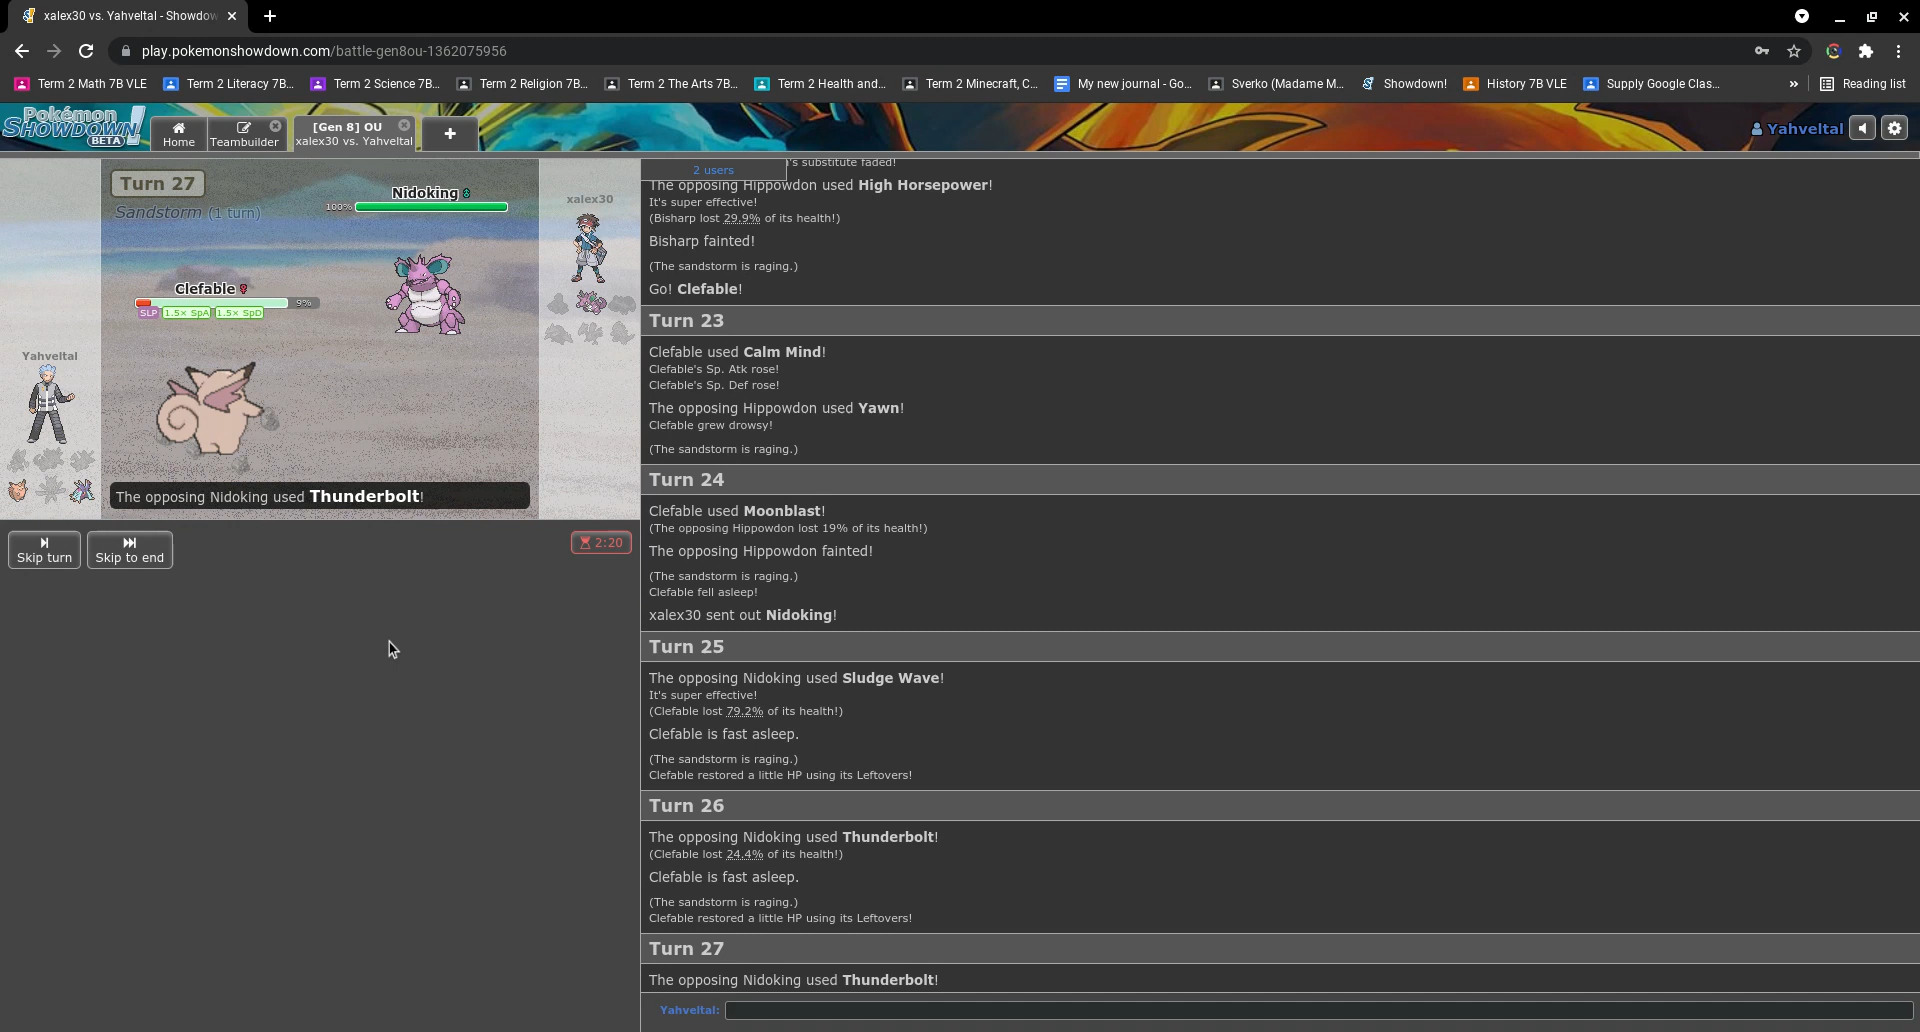 xalex30 vs. Yahveltal - Showdow
play.pokemonshowdown.com/battle-gen8ou-1362075956
Term 2 Math 7B VLE
Term 2 Literacy 7B...
Term 2 Science 7B...
Term 2 Religion 7B...
Term 2 The Arts 7B...
Term 2 Health and...
Term 2 Minecraft, C...
My new journal - Go...
Sverko (Madame M...
Showdown!
History 7B VLE
Supply Google Clas...
»
Reading list
Pokémon
SHOWDOWN!
BETA
Home
Teambuilder
[Gen 8] OU
xalex30 vs. Yahveltal
Yahveltal
Turn 27
Sandstorm (1 turn)
Nidoking
100%
Clefable
9%
SLP
1.5× SpA
1.5× SpD
xalex30
Yahveltal
The opposing Nidoking used Thunderbolt!
Skip turn
Skip to end
2:20
2 users
's substitute faded!
The opposing Hippowdon used High Horsepower!
It's super effective!
(Bisharp lost 29.9% of its health!)
Bisharp fainted!
(The sandstorm is raging.)
Go! Clefable!
Turn 23
Clefable used Calm Mind!
Clefable's Sp. Atk rose!
Clefable's Sp. Def rose!
The opposing Hippowdon used Yawn!
Clefable grew drowsy!
(The sandstorm is raging.)
Turn 24
Clefable used Moonblast!
(The opposing Hippowdon lost 19% of its health!)
The opposing Hippowdon fainted!
(The sandstorm is raging.)
Clefable fell asleep!
xalex30 sent out Nidoking!
Turn 25
The opposing Nidoking used Sludge Wave!
It's super effective!
(Clefable lost 79.2% of its health!)
Clefable is fast asleep.
(The sandstorm is raging.)
Clefable restored a little HP using its Leftovers!
Turn 26
The opposing Nidoking used Thunderbolt!
(Clefable lost 24.4% of its health!)
Clefable is fast asleep.
(The sandstorm is raging.)
Clefable restored a little HP using its Leftovers!
Turn 27
The opposing Nidoking used Thunderbolt!
Yahveltal: